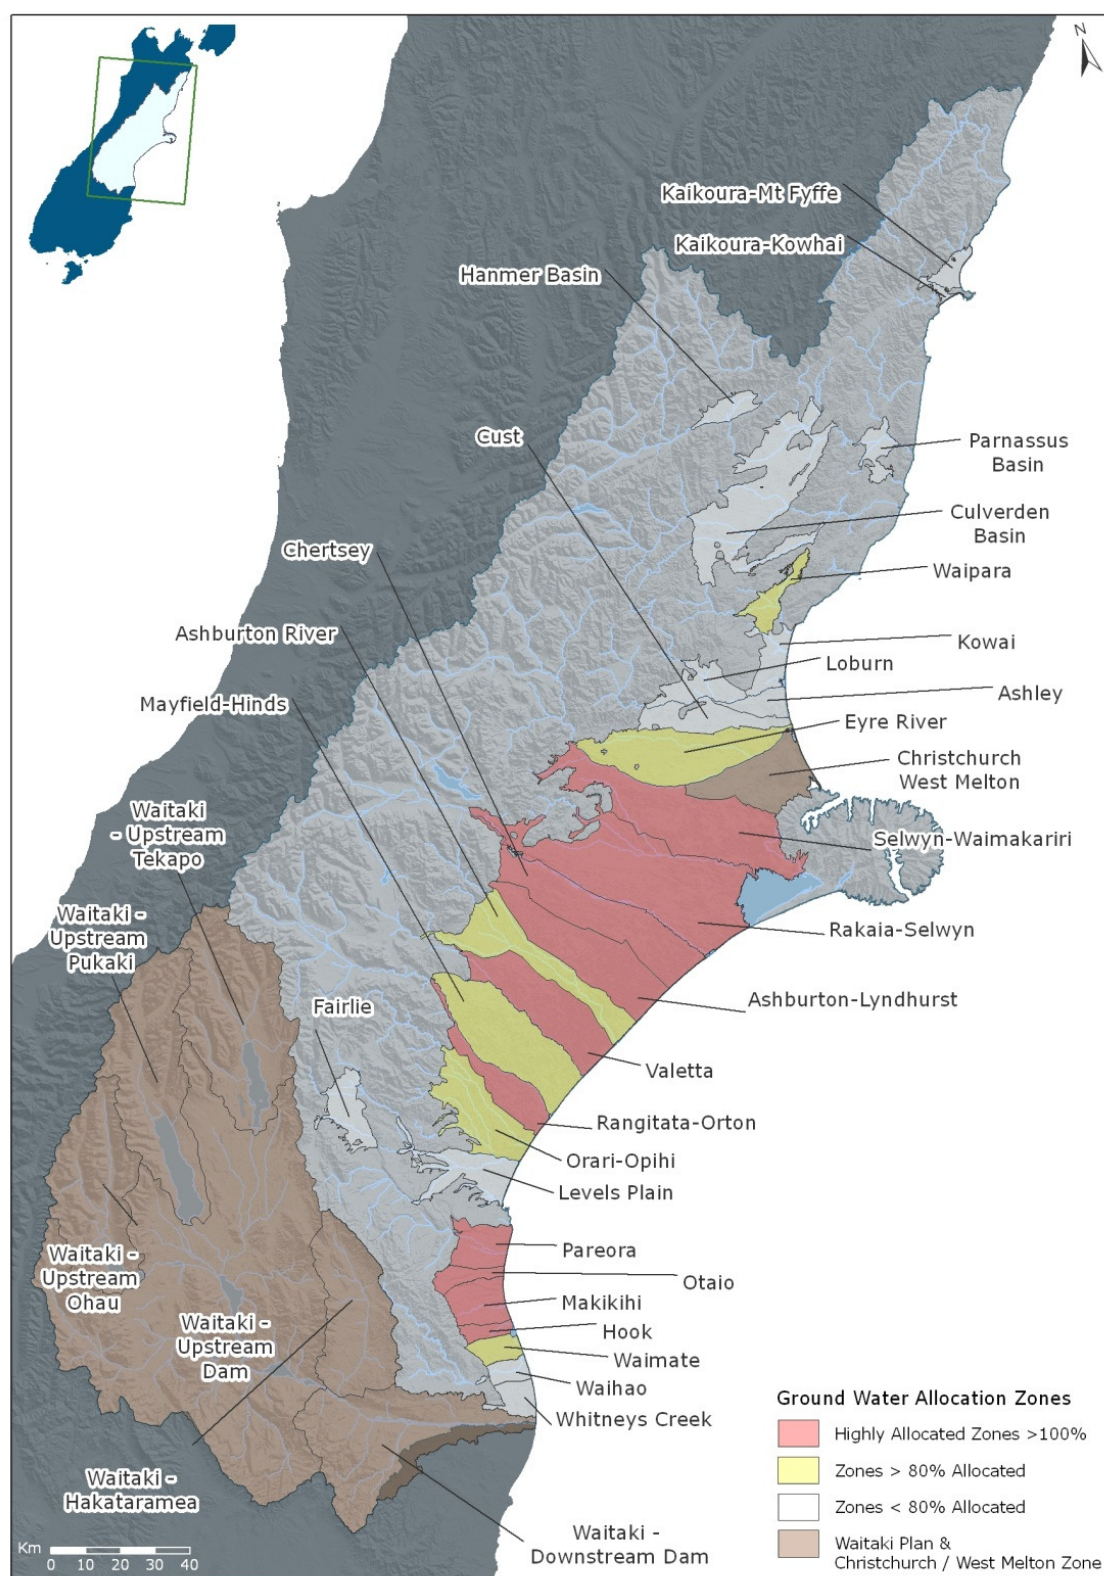 N
Kaikoura-Mt Fyffe
Kaikoura-Kowhai
Hanmer Basin
Cust
Parnassus
Basin
Culverden
Basin
Chertsey
Waipara
Ashburton River
Kowai
Loburn
Mayfield-Hinds
Ashley
Eyre River
Christchurch
West Melton
Waitaki
- Upstream
Tekapo
Selwyn-Waimakariri
Waitaki -
Upstream
Pukaki
Rakaia-Selwyn
Fairlie
Ashburton-Lyndhurst
Valetta
Rangitata-Orton
Orari-Opihi
Levels Plain
Waitaki -
Upstream
Ohau
Pareora
Otaio
Makikihi
Waitaki -
Upstream
Dam
Hook
Waimate
Waihao
Whitneys Creek
Waitaki -
Hakataramea
Waitaki -
Downstream Dam
Ground Water Allocation Zones
Highly Allocated Zones >100%
Zones > 80% Allocated
Zones < 80% Allocated
Waitaki Plan &
Christchurch / West Melton Zone
Km
0 10 20 30 40